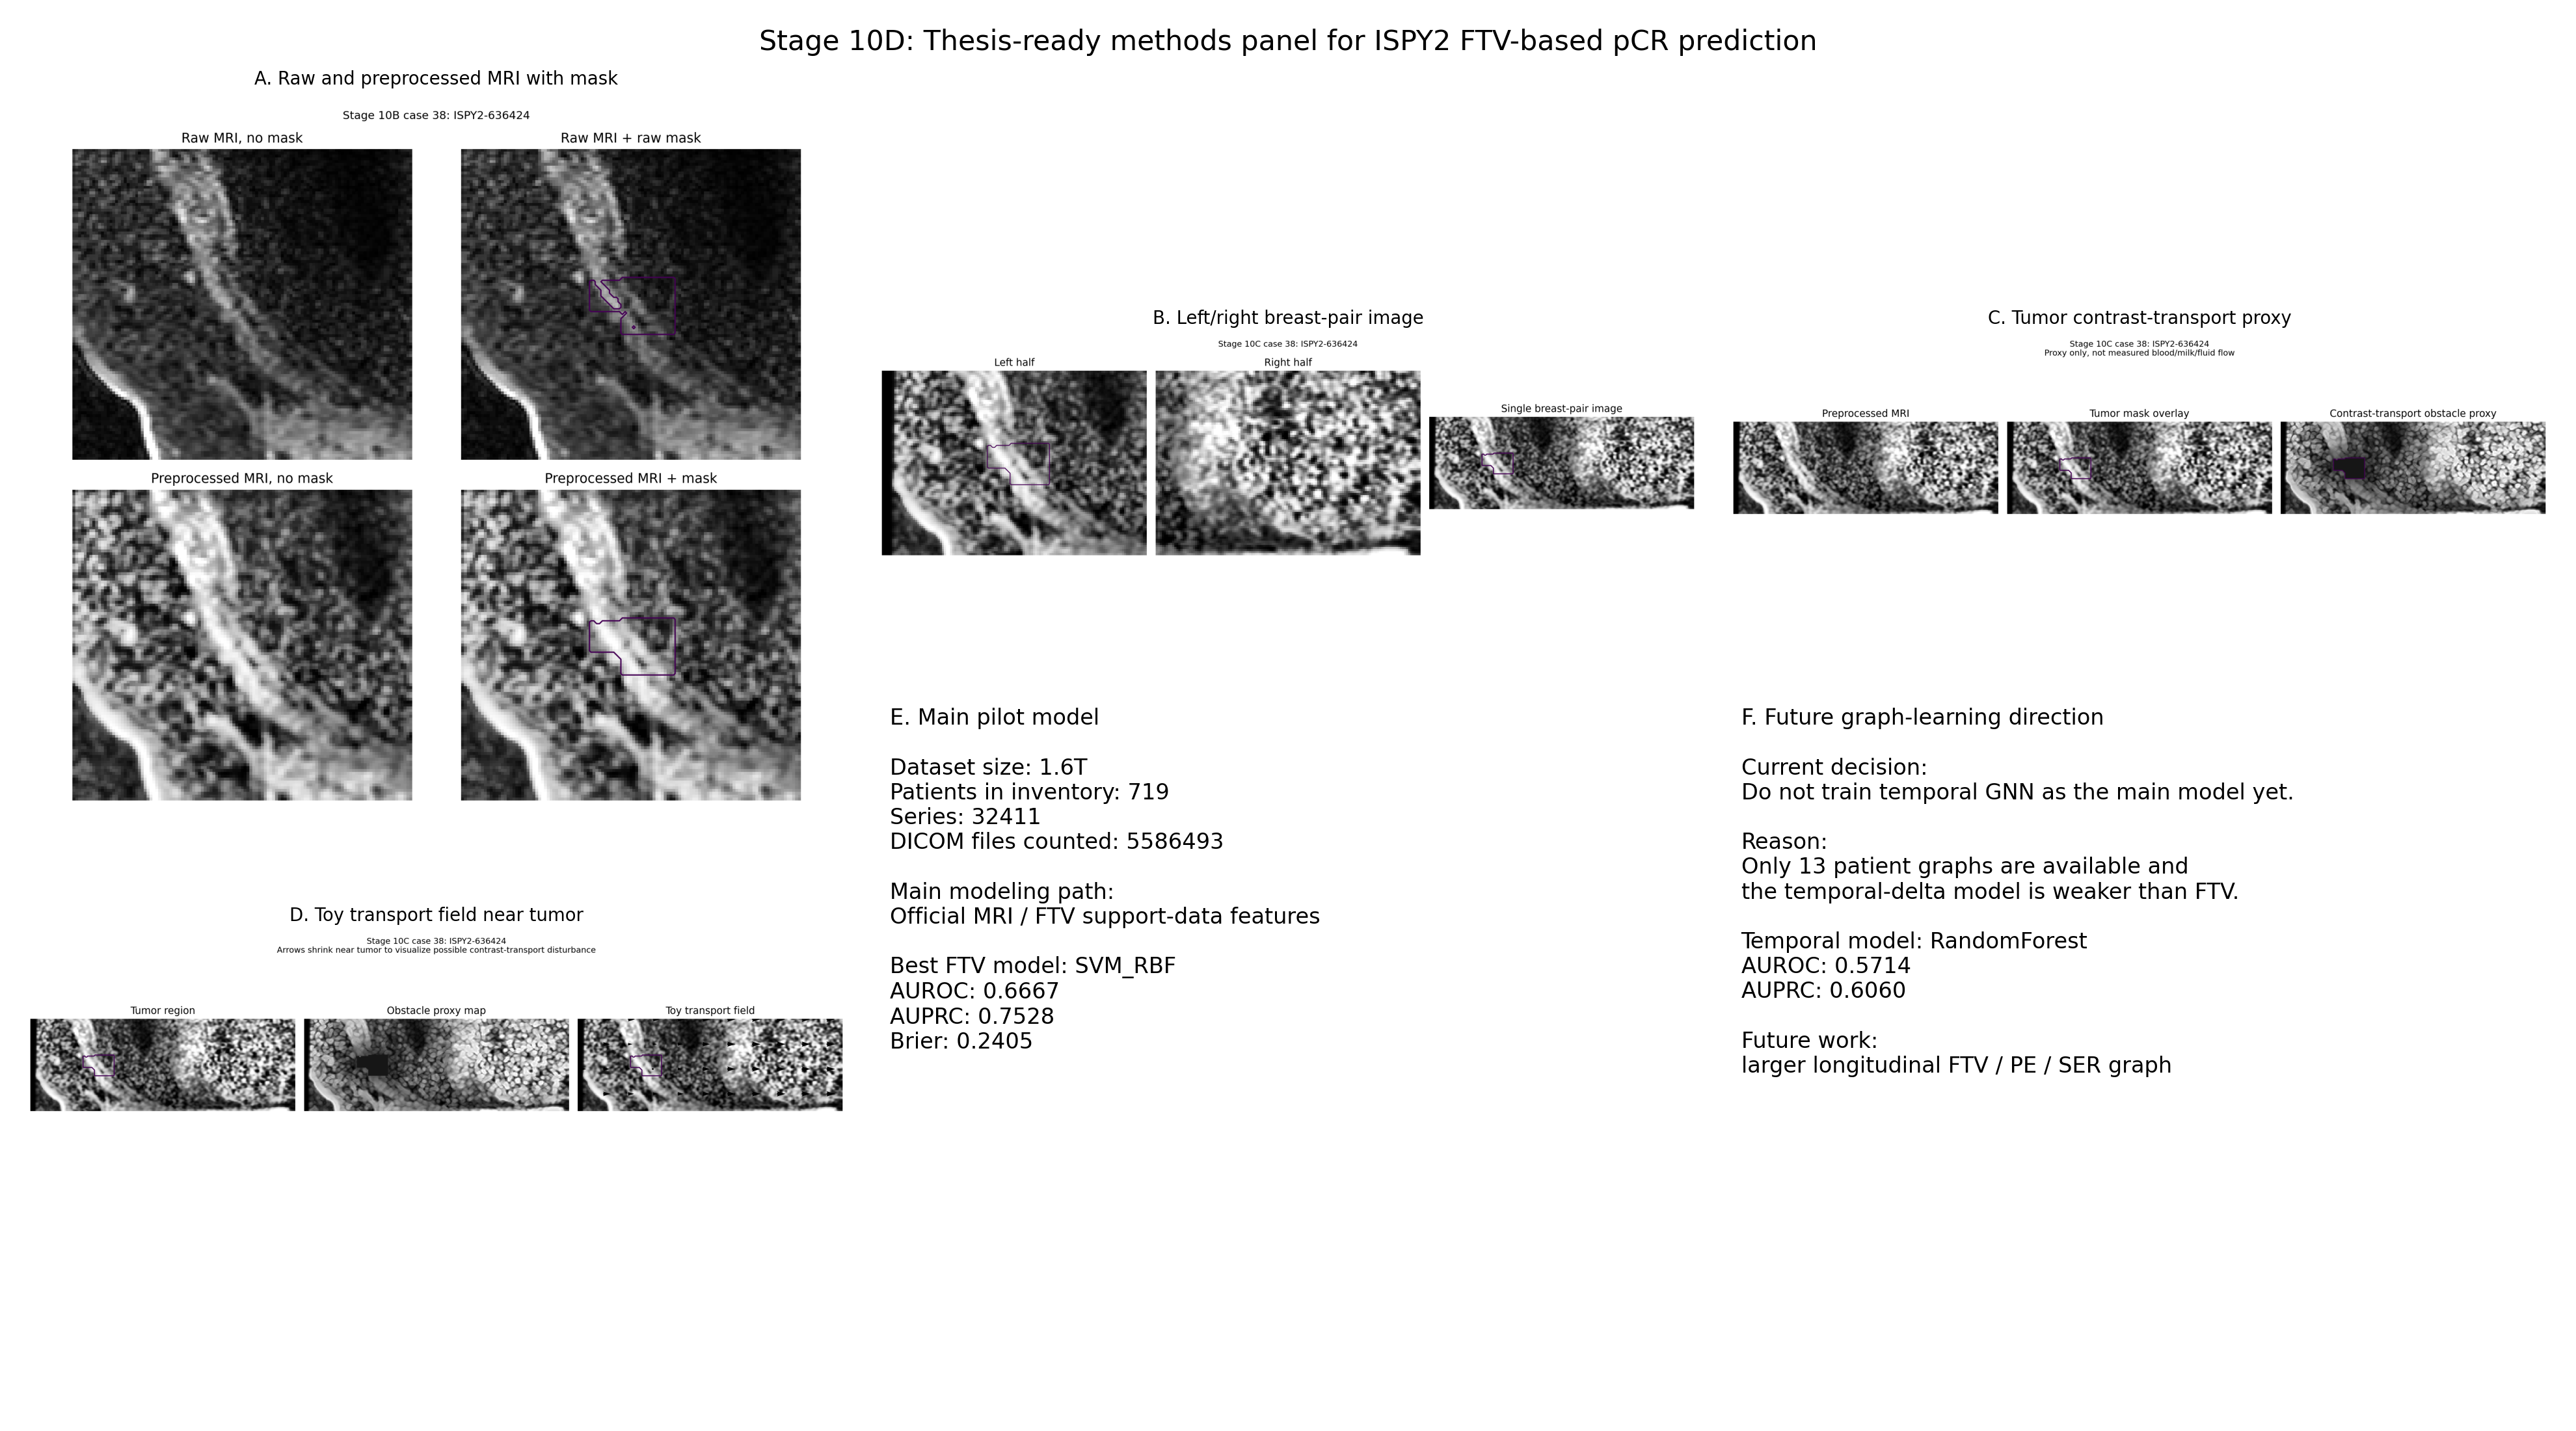 Stage 10D: Thesis-ready methods panel for ISPY2 FTV-based pCR prediction
A. Raw and preprocessed MRI with mask
Stage 10B case 38: ISPY2-636424
Raw MRI, no mask
Raw MRI + raw mask
Preprocessed MRI, no mask
Preprocessed MRI + mask
B. Left/right breast-pair image
Stage 10C case 38: ISPY2-636424
Left half
Right half
Single breast-pair image
C. Tumor contrast-transport proxy
Stage 10C case 38: ISPY2-636424
Proxy only, not measured blood/milk/fluid flow
Preprocessed MRI
Tumor mask overlay
Contrast-transport obstacle proxy
D. Toy transport field near tumor
Stage 10C case 38: ISPY2-636424
Arrows shrink near tumor to visualize possible contrast-transport disturbance
Tumor region
Obstacle proxy map
Toy transport field
E. Main pilot model
Dataset size: 1.6T
Patients in inventory: 719
Series: 32411
DICOM files counted: 5586493
Main modeling path:
Official MRI / FTV support-data features
Best FTV model: SVM_RBF
AUROC: 0.6667
AUPRC: 0.7528
Brier: 0.2405
F. Future graph-learning direction
Current decision:
Do not train temporal GNN as the main model yet.
Reason:
Only 13 patient graphs are available and
the temporal-delta model is weaker than FTV.
Temporal model: RandomForest
AUROC: 0.5714
AUPRC: 0.6060
Future work:
larger longitudinal FTV / PE / SER graph